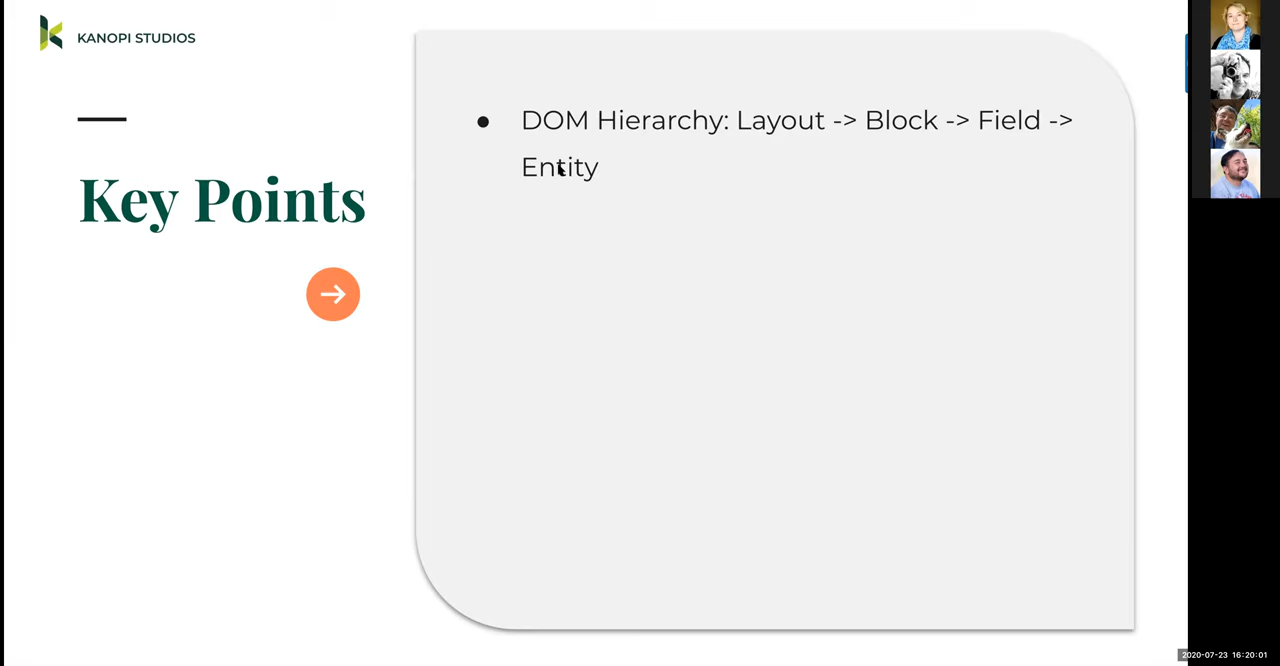 KANOPI STUDIOS
Key Points
● DOM Hierarchy: Layout -> Block -> Field ->
Entity
2020-07-23 16:20:01